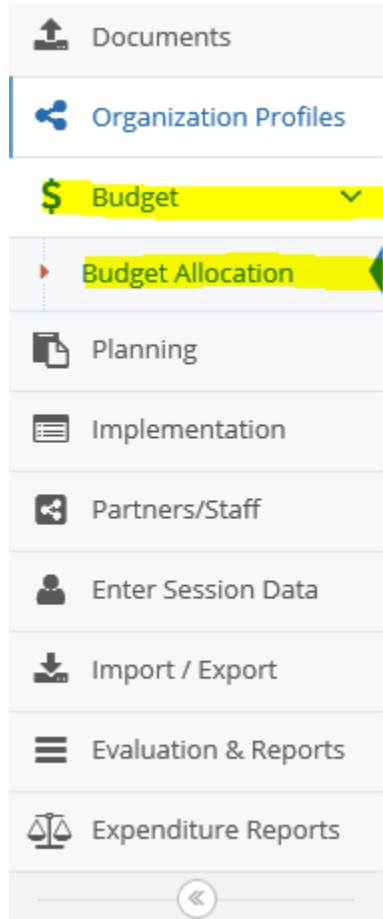 Documents
Organization Profiles
Budget
Budget Allocation
Planning
Implementation
Partners/Staff
Enter Session Data
Import / Export
Evaluation & Reports
Expenditure Reports